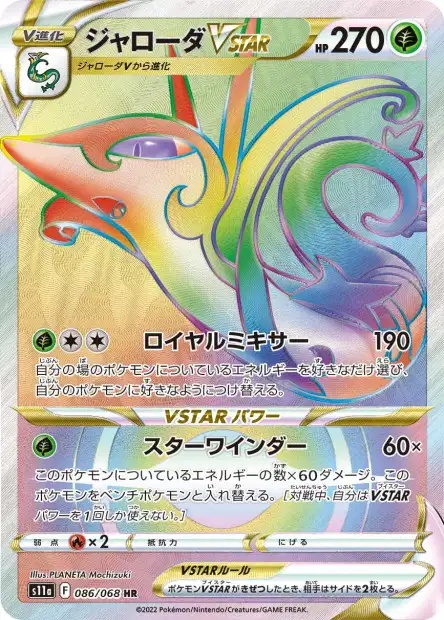 V進化
ジャローダVSTAR
HP270
ジャローダVから進化
ロイヤルミキサー 190
自分の場のポケモンについているエネルギーを好きなだけ選び、
自分のポケモンに好きなようにつけ替える。
VSTARパワー
スターワインダー 60×
このポケモンについているエネルギーの数×60ダメージ。この
ポケモンをベンチポケモンと入れ替える。[対戦中、自分はVSTAR
パワーを1回しか使えない。]
弱点 ×2 抵抗力 にげる
Illus. PLANETA Mochizuki
s11a F 086/068 HR
VSTARルール
ポケモンVSTARがきぜつしたとき、相手はサイドを2枚とる。
©2022 Pokémon/Nintendo/Creatures/GAME FREAK.